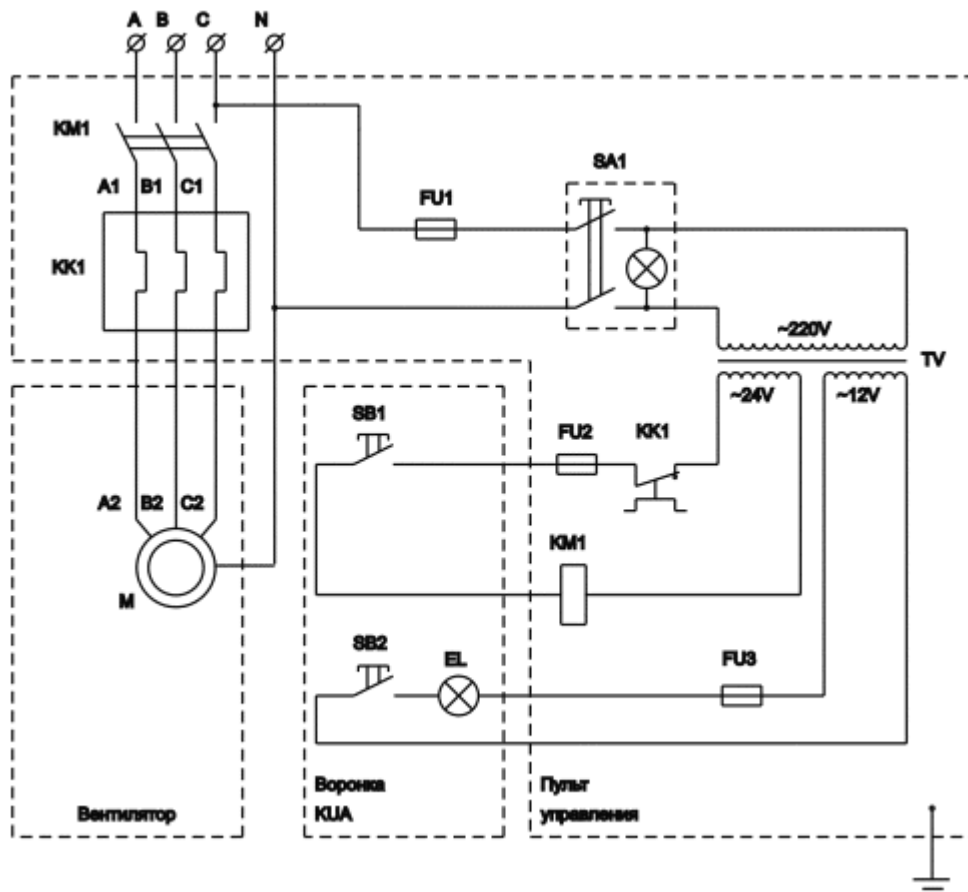 A B C N
KM1
SA1
A1 B1 C1
FU1
KK1
~220V
TV
~24V ~12V
SB1
FU2 KK1
A2 B2 C2
KM1
M
SB2 EL FU3
Воронка
KUA
Пульт
управления
Вентилятор